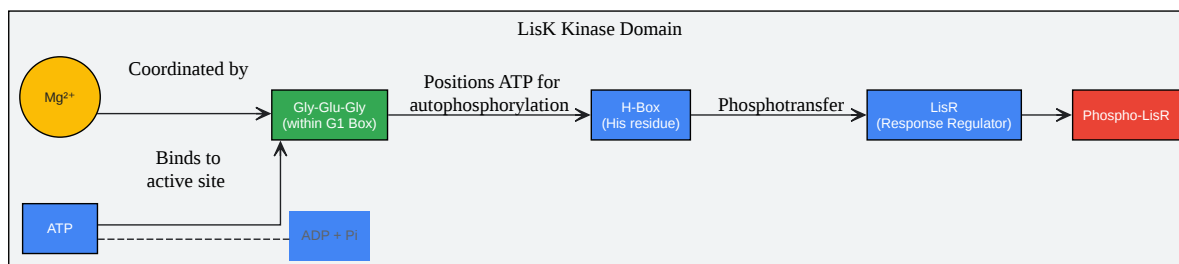 LisK Kinase Domain
Mg²⁺
Coordinated by
Gly-Glu-Gly
(within G1 Box)
Positions ATP for
autophosphorylation
H-Box
(His residue)
Phosphotransfer
LisR
(Response Regulator)
Phospho-LisR
Binds to
active site
ATP
ADP + Pi